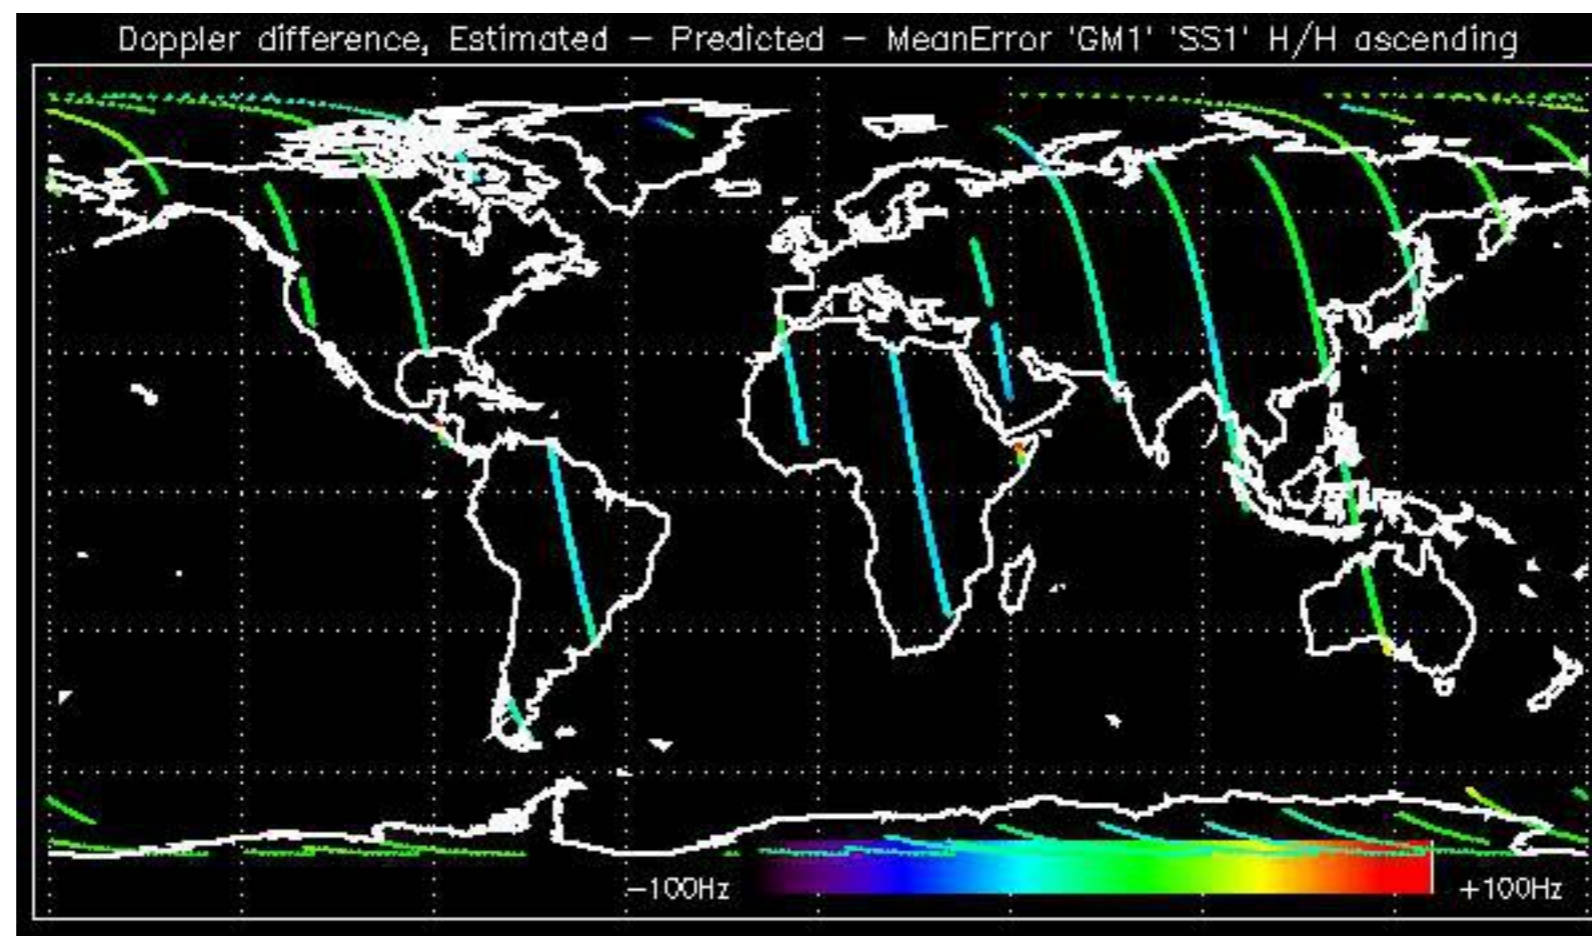 Doppler difference, Estimated − Predicted − MeanError 'GM1' 'SS1' H/H ascending
−100Hz
+100Hz